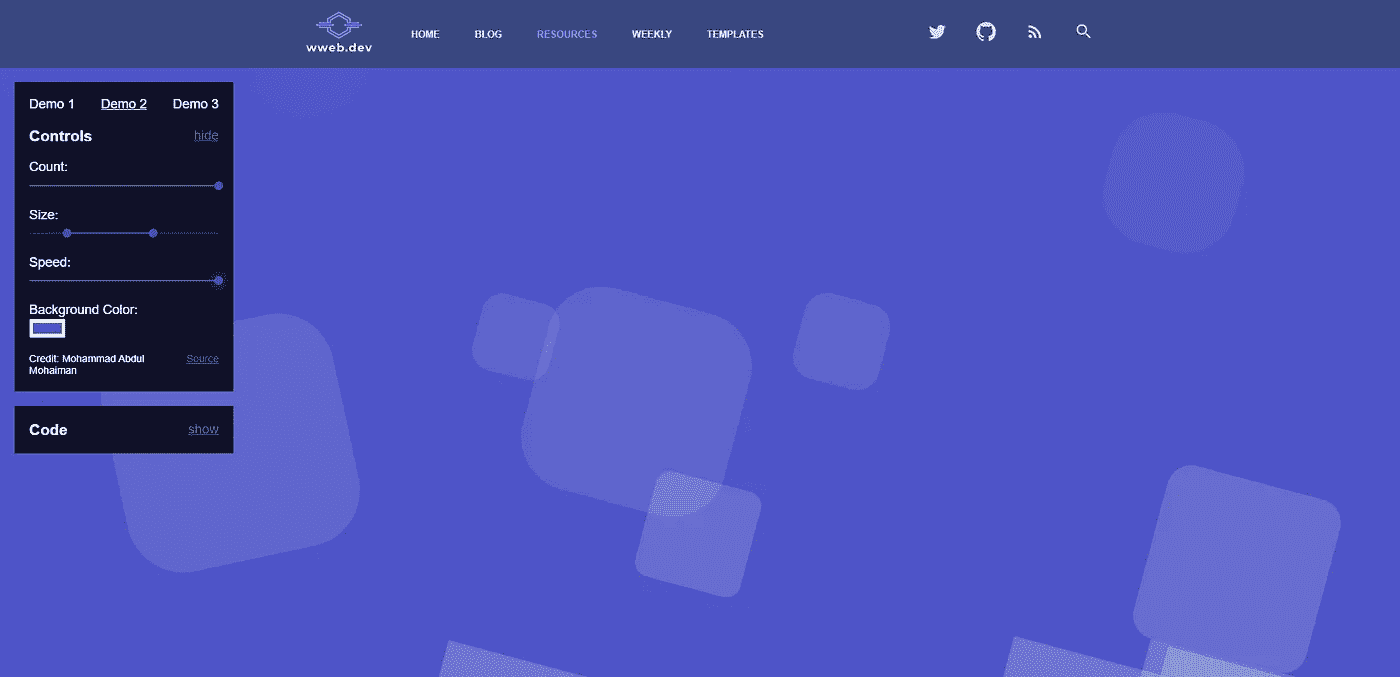 wweb.dev
HOME BLOG RESOURCES WEEKLY TEMPLATES
Demo 1 Demo 2 Demo 3
Controls hide
Count:
Size:
Speed:
Background Color:
Credit: Mohammad Abdul Source
Mohaiman
Code show